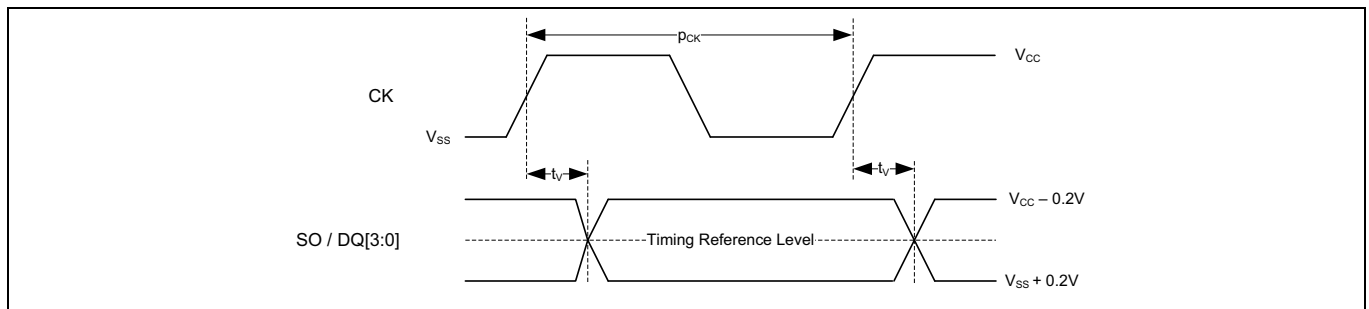 pCK
CK
VCC
VSS
tV
tV
VCC – 0.2V
SO / DQ[3:0]
Timing Reference Level
VSS + 0.2V